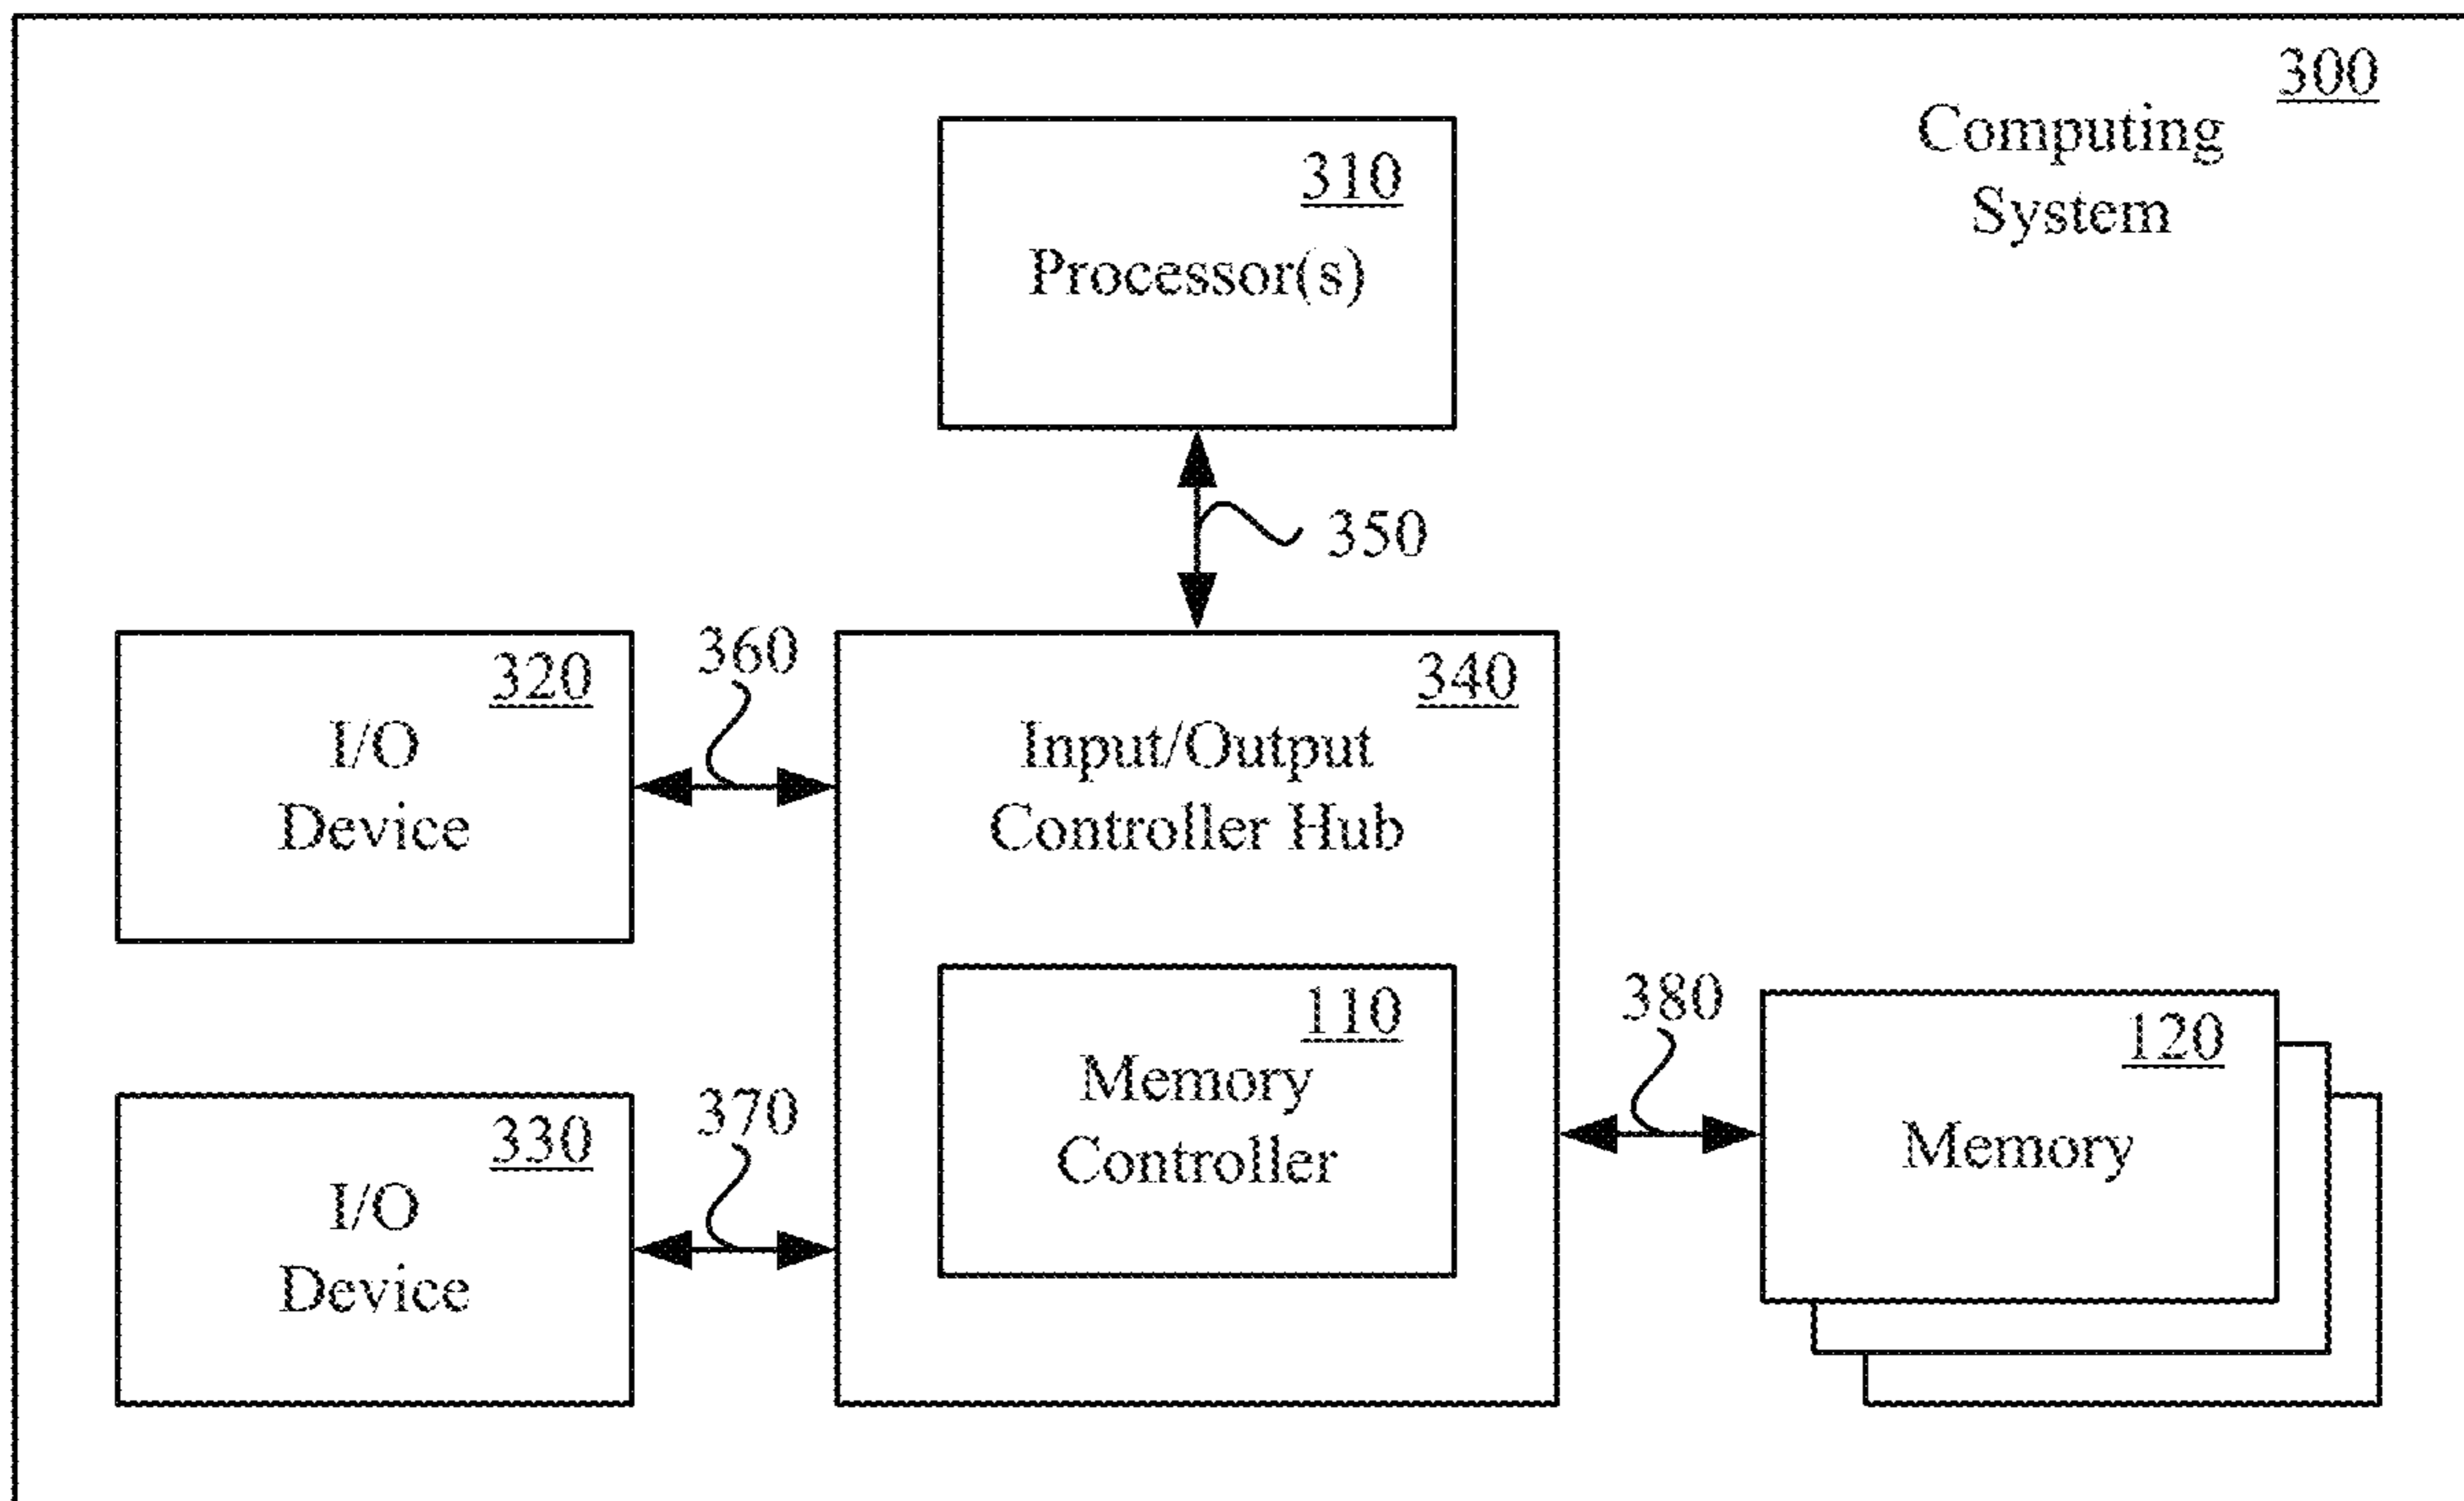 300
Computing
System
310
Processor(s)
350
320
I/O
Device
360
340
Input/Output
Controller Hub
110
Memory
Controller
380
120
Memory
330
I/O
Device
370